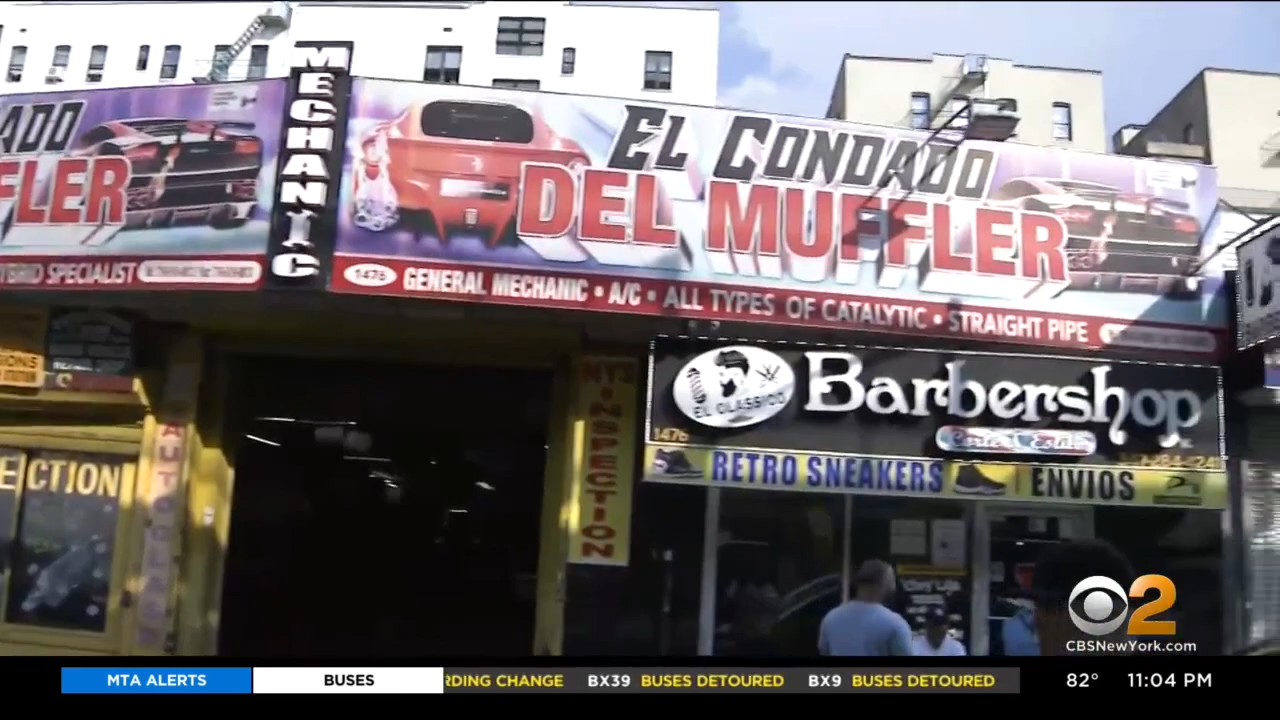 ADO
FLER
YBRID SPECIALIST
MECHANIC
EL CONDADO
DEL MUFFLER
1476 GENERAL MECHANIC • A/C • ALL TYPES OF CATALYTIC • STRAIGHT PIPE
EL CLASSICO
Barbershop
1476
RETRO SNEAKERS
ENVIOS
NYS INSPECTION
ECTION
2
CBSNewYork.com
MTA ALERTS
BUSES
RDING CHANGE BX39 BUSES DETOURED BX9 BUSES DETOURED
82° 11:04 PM